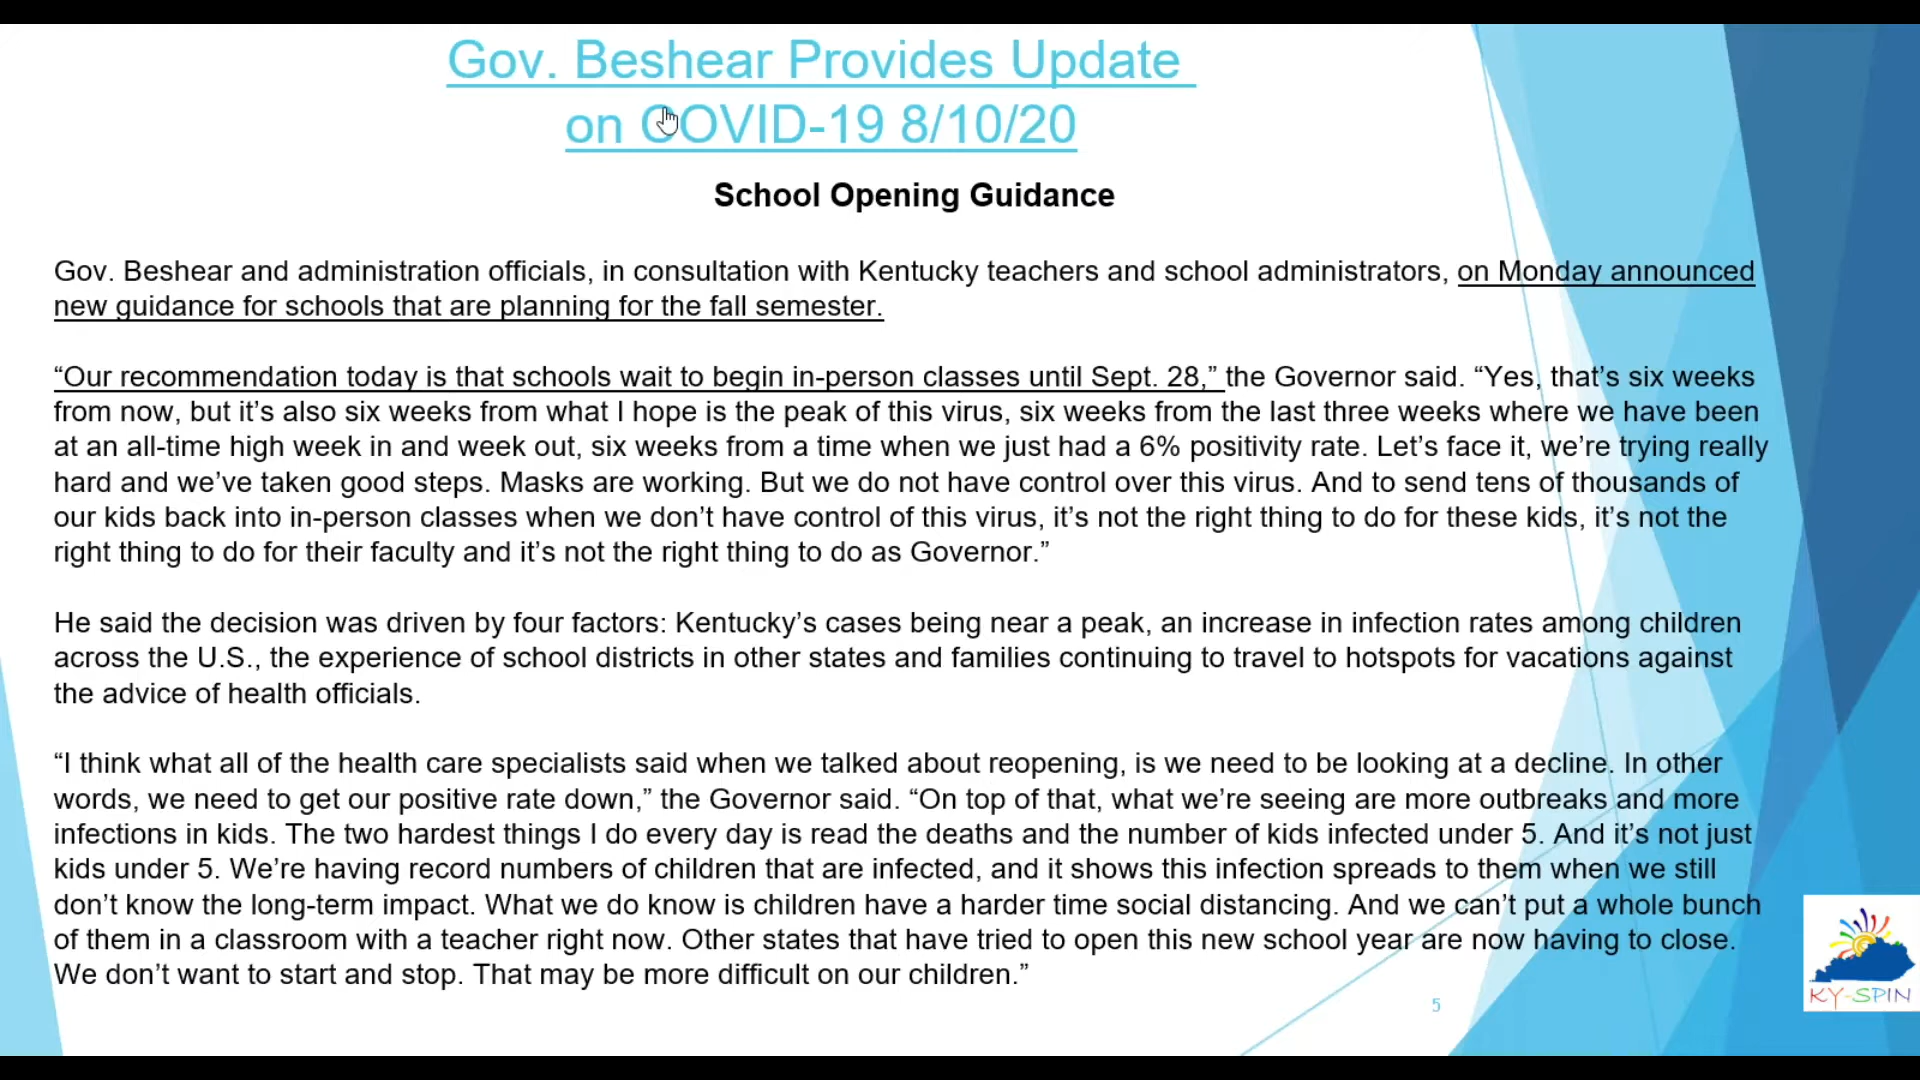 Gov. Beshear Provides Update
on COVID-19 8/10/20
School Opening Guidance
Gov. Beshear and administration officials, in consultation with Kentucky teachers and school administrators, on Monday announced
new guidance for schools that are planning for the fall semester.
“Our recommendation today is that schools wait to begin in-person classes until Sept. 28,” the Governor said. “Yes, that’s six weeks
from now, but it’s also six weeks from what I hope is the peak of this virus, six weeks from the last three weeks where we have been
at an all-time high week in and week out, six weeks from a time when we just had a 6% positivity rate. Let’s face it, we’re trying really
hard and we’ve taken good steps. Masks are working. But we do not have control over this virus. And to send tens of thousands of
our kids back into in-person classes when we don’t have control of this virus, it’s not the right thing to do for these kids, it’s not the
right thing to do for their faculty and it’s not the right thing to do as Governor.”
He said the decision was driven by four factors: Kentucky’s cases being near a peak, an increase in infection rates among children
across the U.S., the experience of school districts in other states and families continuing to travel to hotspots for vacations against
the advice of health officials.
“I think what all of the health care specialists said when we talked about reopening, is we need to be looking at a decline. In other
words, we need to get our positive rate down,” the Governor said. “On top of that, what we’re seeing are more outbreaks and more
infections in kids. The two hardest things I do every day is read the deaths and the number of kids infected under 5. And it’s not just
kids under 5. We’re having record numbers of children that are infected, and it shows this infection spreads to them when we still
don’t know the long-term impact. What we do know is children have a harder time social distancing. And we can’t put a whole bunch
of them in a classroom with a teacher right now. Other states that have tried to open this new school year are now having to close.
We don’t want to start and stop. That may be more difficult on our children.”
KY-SPIN
5